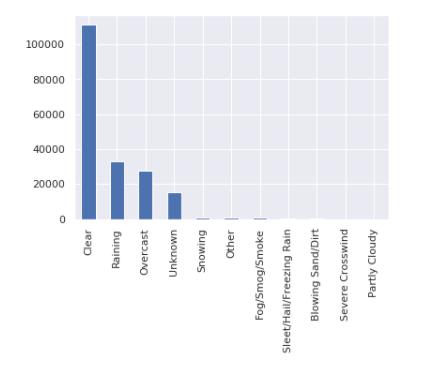 100000
80000
60000
40000
20000
0
Clear
Raining
Overcast
Unknown
Snowing
Other
Fog/Smog/Smoke
Sleet/Hail/Freezing Rain
Blowing Sand/Dirt
Severe Crosswind
Partly Cloudy